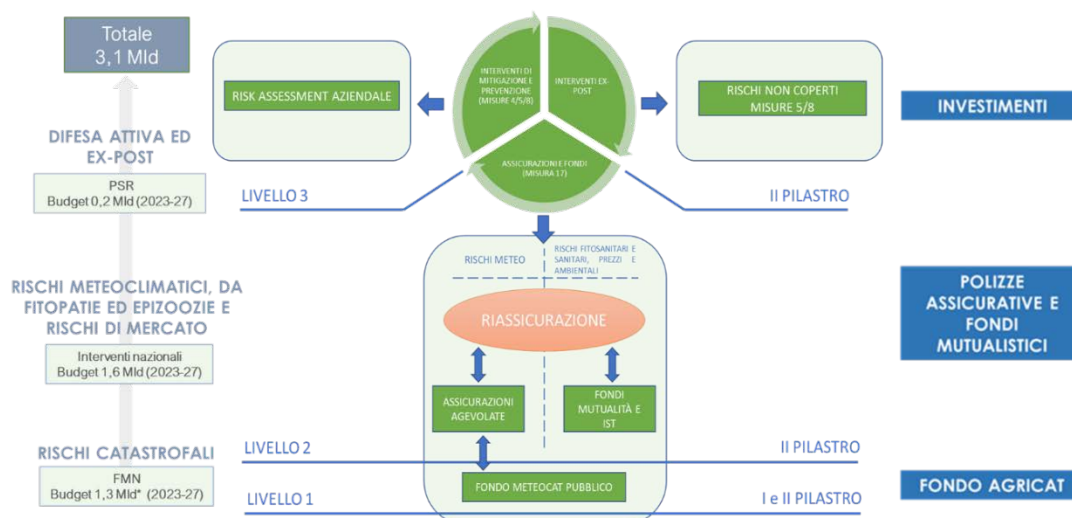 Totale
3,1 Mld
DIFESA ATTIVA ED
EX-POST
PSR
Budget 0,2 Mld (2023-27)
RISCHI METEOCLIMATICI, DA
FITOPATIE ED EPIZOOZIE E
RISCHI DI MERCATO
Interventi nazionali
Budget 1,6 Mld (2023-27)
RISCHI CATASTROFALI
FMN
Budget 1,3 Mld* (2023-27)
RISK ASSESSMENT AZIENDALE
INTERVENTI DI
MITIGAZIONE E
PREVENZIONE
(MISURE 4/5/8)
INTERVENTI EX-
POST
ASSICURAZIONI E FONDI
(MISURA 17)
RISCHI NON COPERTI
MISURE 5/8
LIVELLO 3
II PILASTRO
RISCHI METEO
RISCHI FITOSANITARI E
SANITARI, PREZZI E
AMBIENTALI
RIASSICURAZIONE
ASSICURAZIONI
AGEVOLATE
FONDI
MUTUALITÀ E
IST
LIVELLO 2
II PILASTRO
FONDO METEOCAT PUBBLICO
LIVELLO 1
I e II PILASTRO
INVESTIMENTI
POLIZZE
ASSICURATIVE E
FONDI
MUTUALISTICI
FONDO AGRICAT